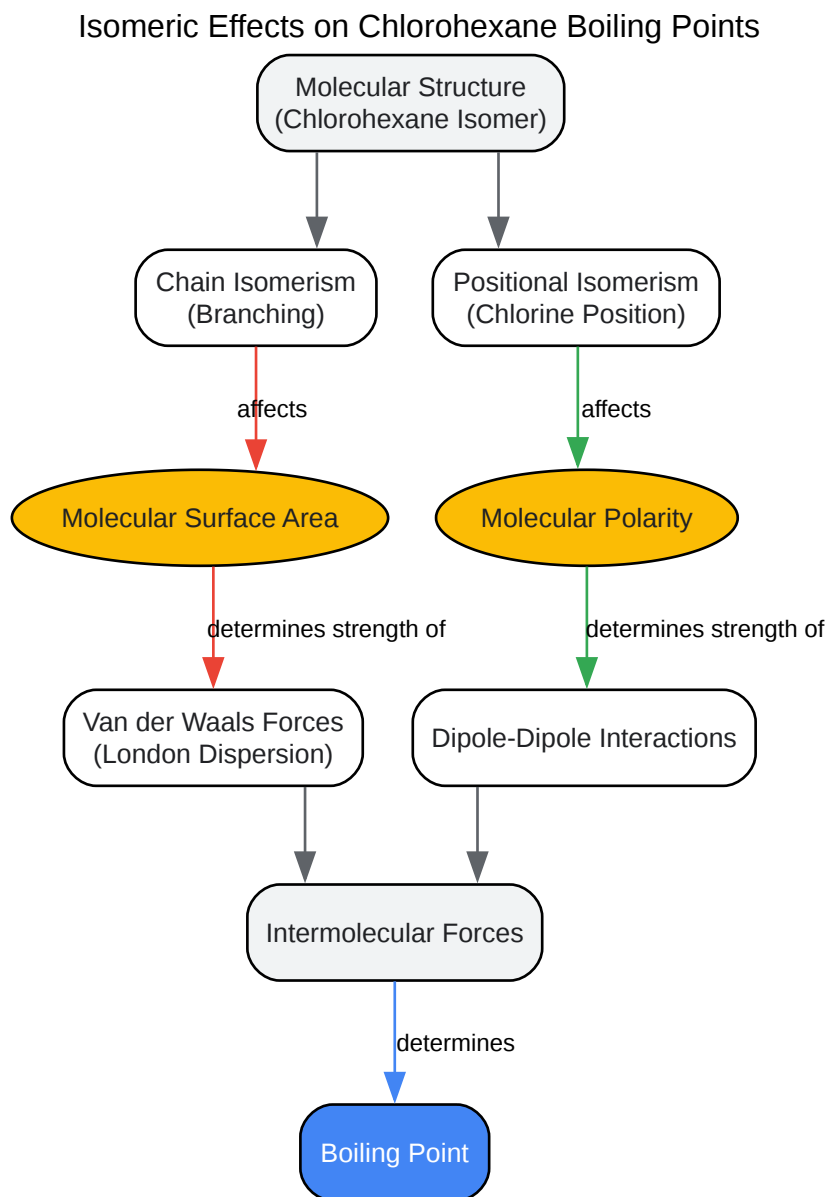 Isomeric Effects on Chlorohexane Boiling Points
Molecular Structure
(Chlorohexane Isomer)
Chain Isomerism
(Branching)
Positional Isomerism
(Chlorine Position)
affects
affects
Molecular Surface Area
Molecular Polarity
determines strength of
determines strength of
Van der Waals Forces
(London Dispersion)
Dipole-Dipole Interactions
Intermolecular Forces
determines
Boiling Point